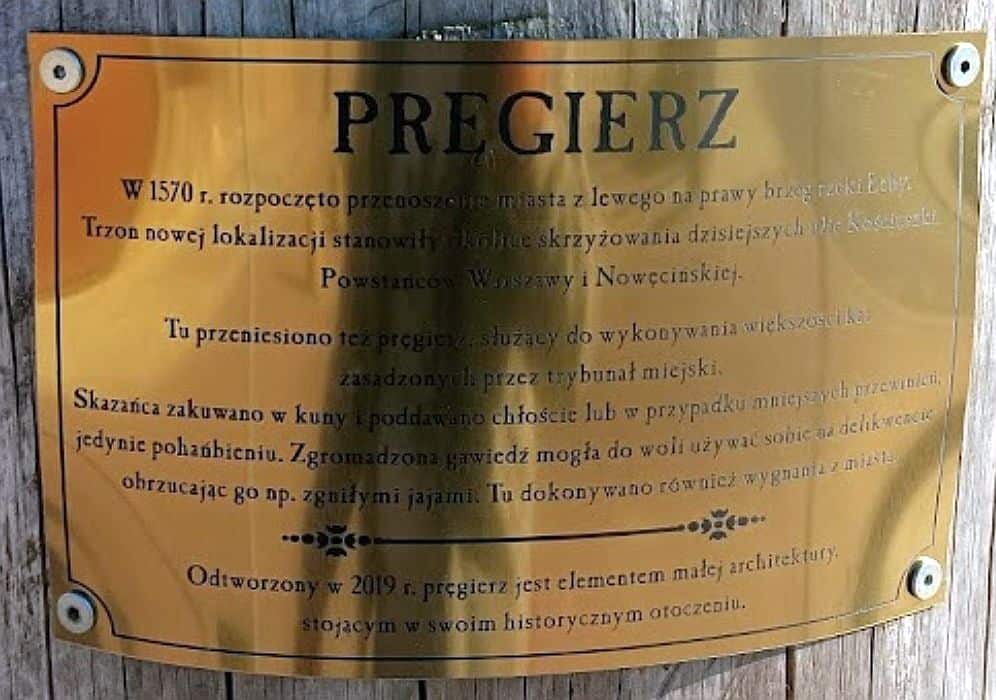 PRĘGIERZ
W 1570 r. rozpoczęto przenoszenie miasta z lewego na prawy brzeg rzeki Łeby.
Trzon nowej lokalizacji stanowiły okolice skrzyżowania dzisiejszych ulic Kościuszki,
Powstańców Warszawy i Nowęcińskiej.
Tu przeniesiono też pręgierz, służący do wykonywania większości kar
zasadzonych przez trybunał miejski.
Skazańca zakuwano w kuny i poddawano chłoście lub w przypadku mniejszych przewinień,
jedynie pohańbieniu. Zgromadzona gawiedź mogła do woli używać sobie na delikwencie
obrzucając go np. zgniłymi jajami. Tu dokonywano również wygnania z miasta.
Odtworzony w 2019 r. pręgierz jest elementem małej architektury,
stojącym w swoim historycznym otoczeniu.